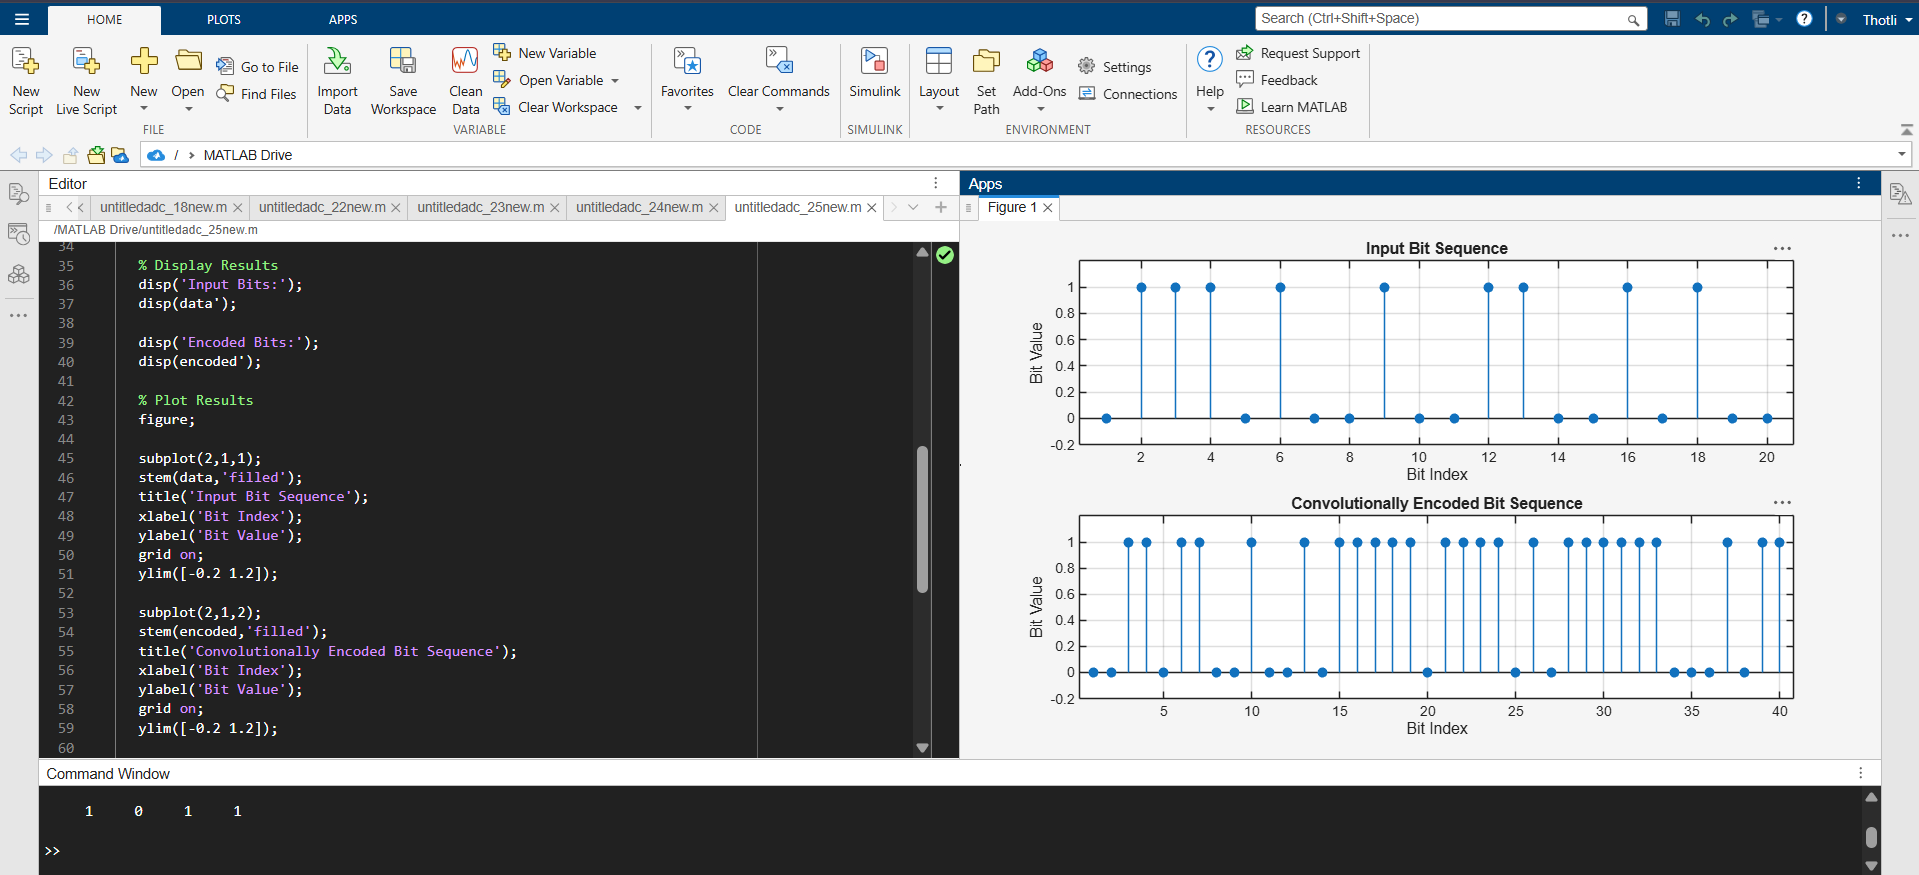 HOME PLOTS APPS Search (Ctrl+Shift+Space) ? Thotli
New Script
New Live Script
New
Open
Go to File
Find Files
FILE
Import Data
Save Workspace
Clean Data
New Variable
Open Variable
Clear Workspace
VARIABLE
Favorites
Clear Commands
CODE
Simulink
SIMULINK
Layout
Set Path
Add-Ons
Settings
Connections
ENVIRONMENT
? Help
Request Support
Feedback
Learn MATLAB
RESOURCES
/ › MATLAB Drive
Editor
untitledadc_18new.m × untitledadc_22new.m × untitledadc_23new.m × untitledadc_24new.m × untitledadc_25new.m × +
/MATLAB Drive/untitledadc_25new.m
34
35 % Display Results
36 disp('Input Bits:');
37 disp(data');
38
39 disp('Encoded Bits:');
40 disp(encoded');
41
42 % Plot Results
43 figure;
44
45 subplot(2,1,1);
46 stem(data,'filled');
47 title('Input Bit Sequence');
48 xlabel('Bit Index');
49 ylabel('Bit Value');
50 grid on;
51 ylim([-0.2 1.2]);
52
53 subplot(2,1,2);
54 stem(encoded,'filled');
55 title('Convolutionally Encoded Bit Sequence');
56 xlabel('Bit Index');
57 ylabel('Bit Value');
58 grid on;
59 ylim([-0.2 1.2]);
60
Apps
Figure 1 ×
Input Bit Sequence
Bit Value
1
0.8
0.6
0.4
0.2
0
-0.2
2 4 6 8 10 12 14 16 18 20
Bit Index
Convolutionally Encoded Bit Sequence
Bit Value
1
0.8
0.6
0.4
0.2
0
-0.2
5 10 15 20 25 30 35 40
Bit Index
Command Window
1 0 1 1
>>